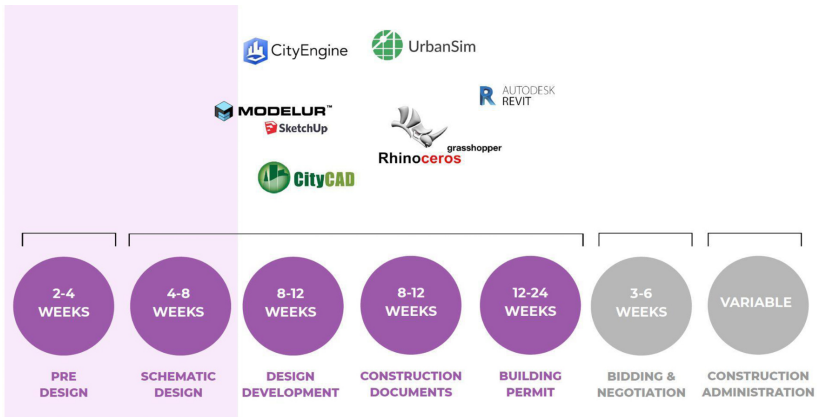 CityEngine
UrbanSim
AUTODESK
REVIT
MODELUR™
SketchUp
grasshopper
Rhinoceros
CityCAD
2-4
WEEKS
4-8
WEEKS
8-12
WEEKS
8-12
WEEKS
12-24
WEEKS
3-6
WEEKS
VARIABLE
PRE
DESIGN
SCHEMATIC
DESIGN
DESIGN
DEVELOPMENT
CONSTRUCTION
DOCUMENTS
BUILDING
PERMIT
BIDDING &
NEGOTIATION
CONSTRUCTION
ADMINISTRATION